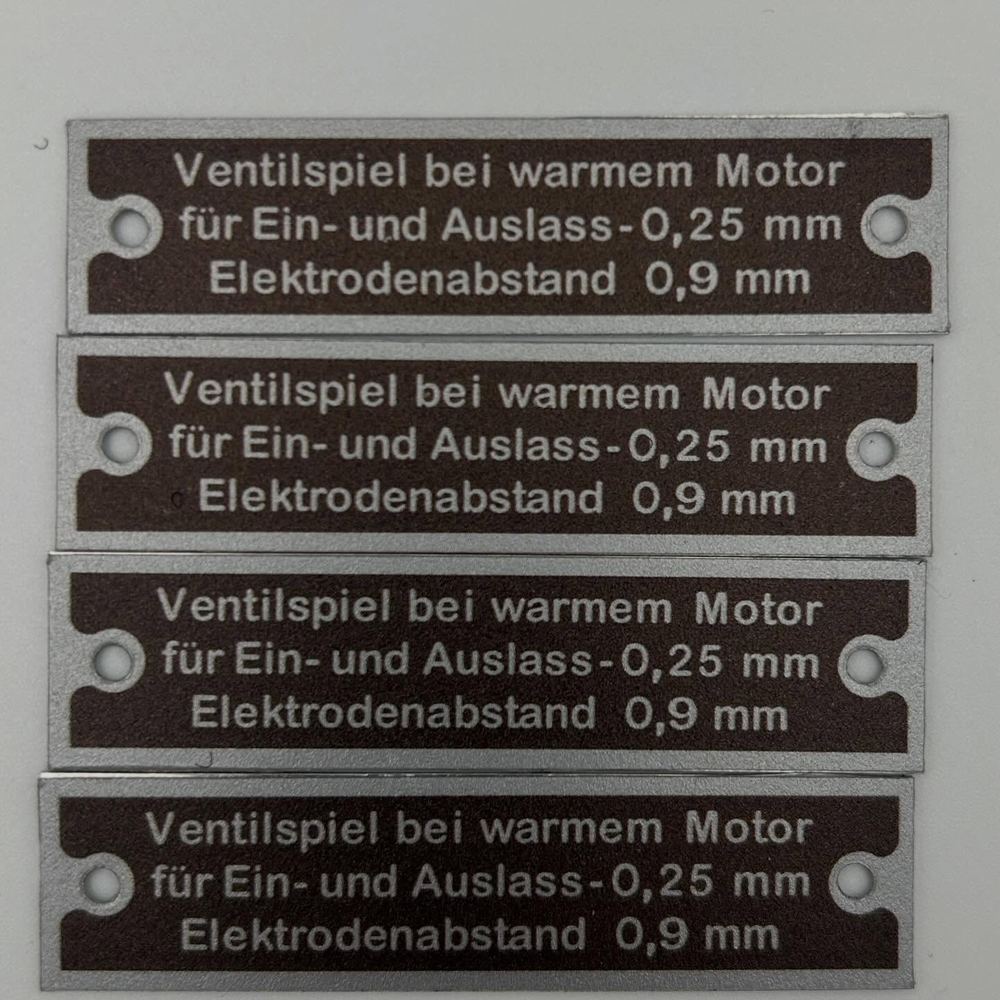 Ventilspiel bei warmem Motor
für Ein- und Auslass-0,25 mm
Elektrodenabstand 0,9 mm
Ventilspiel bei warmem Motor
für Ein- und Auslass-0,25 mm
Elektrodenabstand 0,9 mm
Ventilspiel bei warmem Motor
für Ein- und Auslass-0,25 mm
Elektrodenabstand 0,9 mm
Ventilspiel bei warmem Motor
für Ein- und Auslass-0,25 mm
Elektrodenabstand 0,9 mm